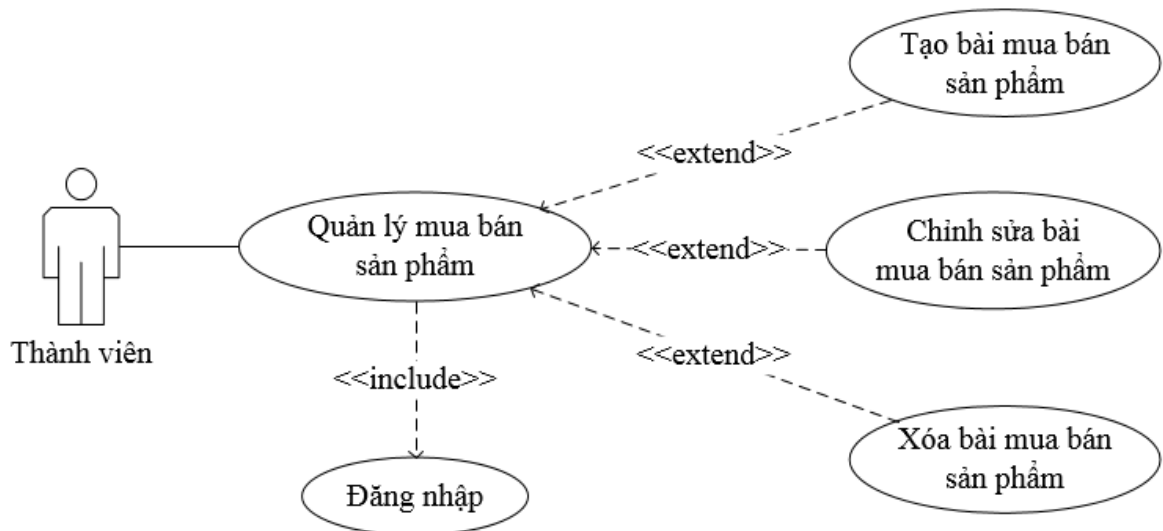 Tạo bài mua bán
sản phẩm
<<extend>>
Quản lý mua bán
sản phẩm
<<extend>>
Chỉnh sửa bài
mua bán sản phẩm
Thành viên
<<extend>>
<<include>>
Xóa bài mua bán
sản phẩm
Đăng nhập